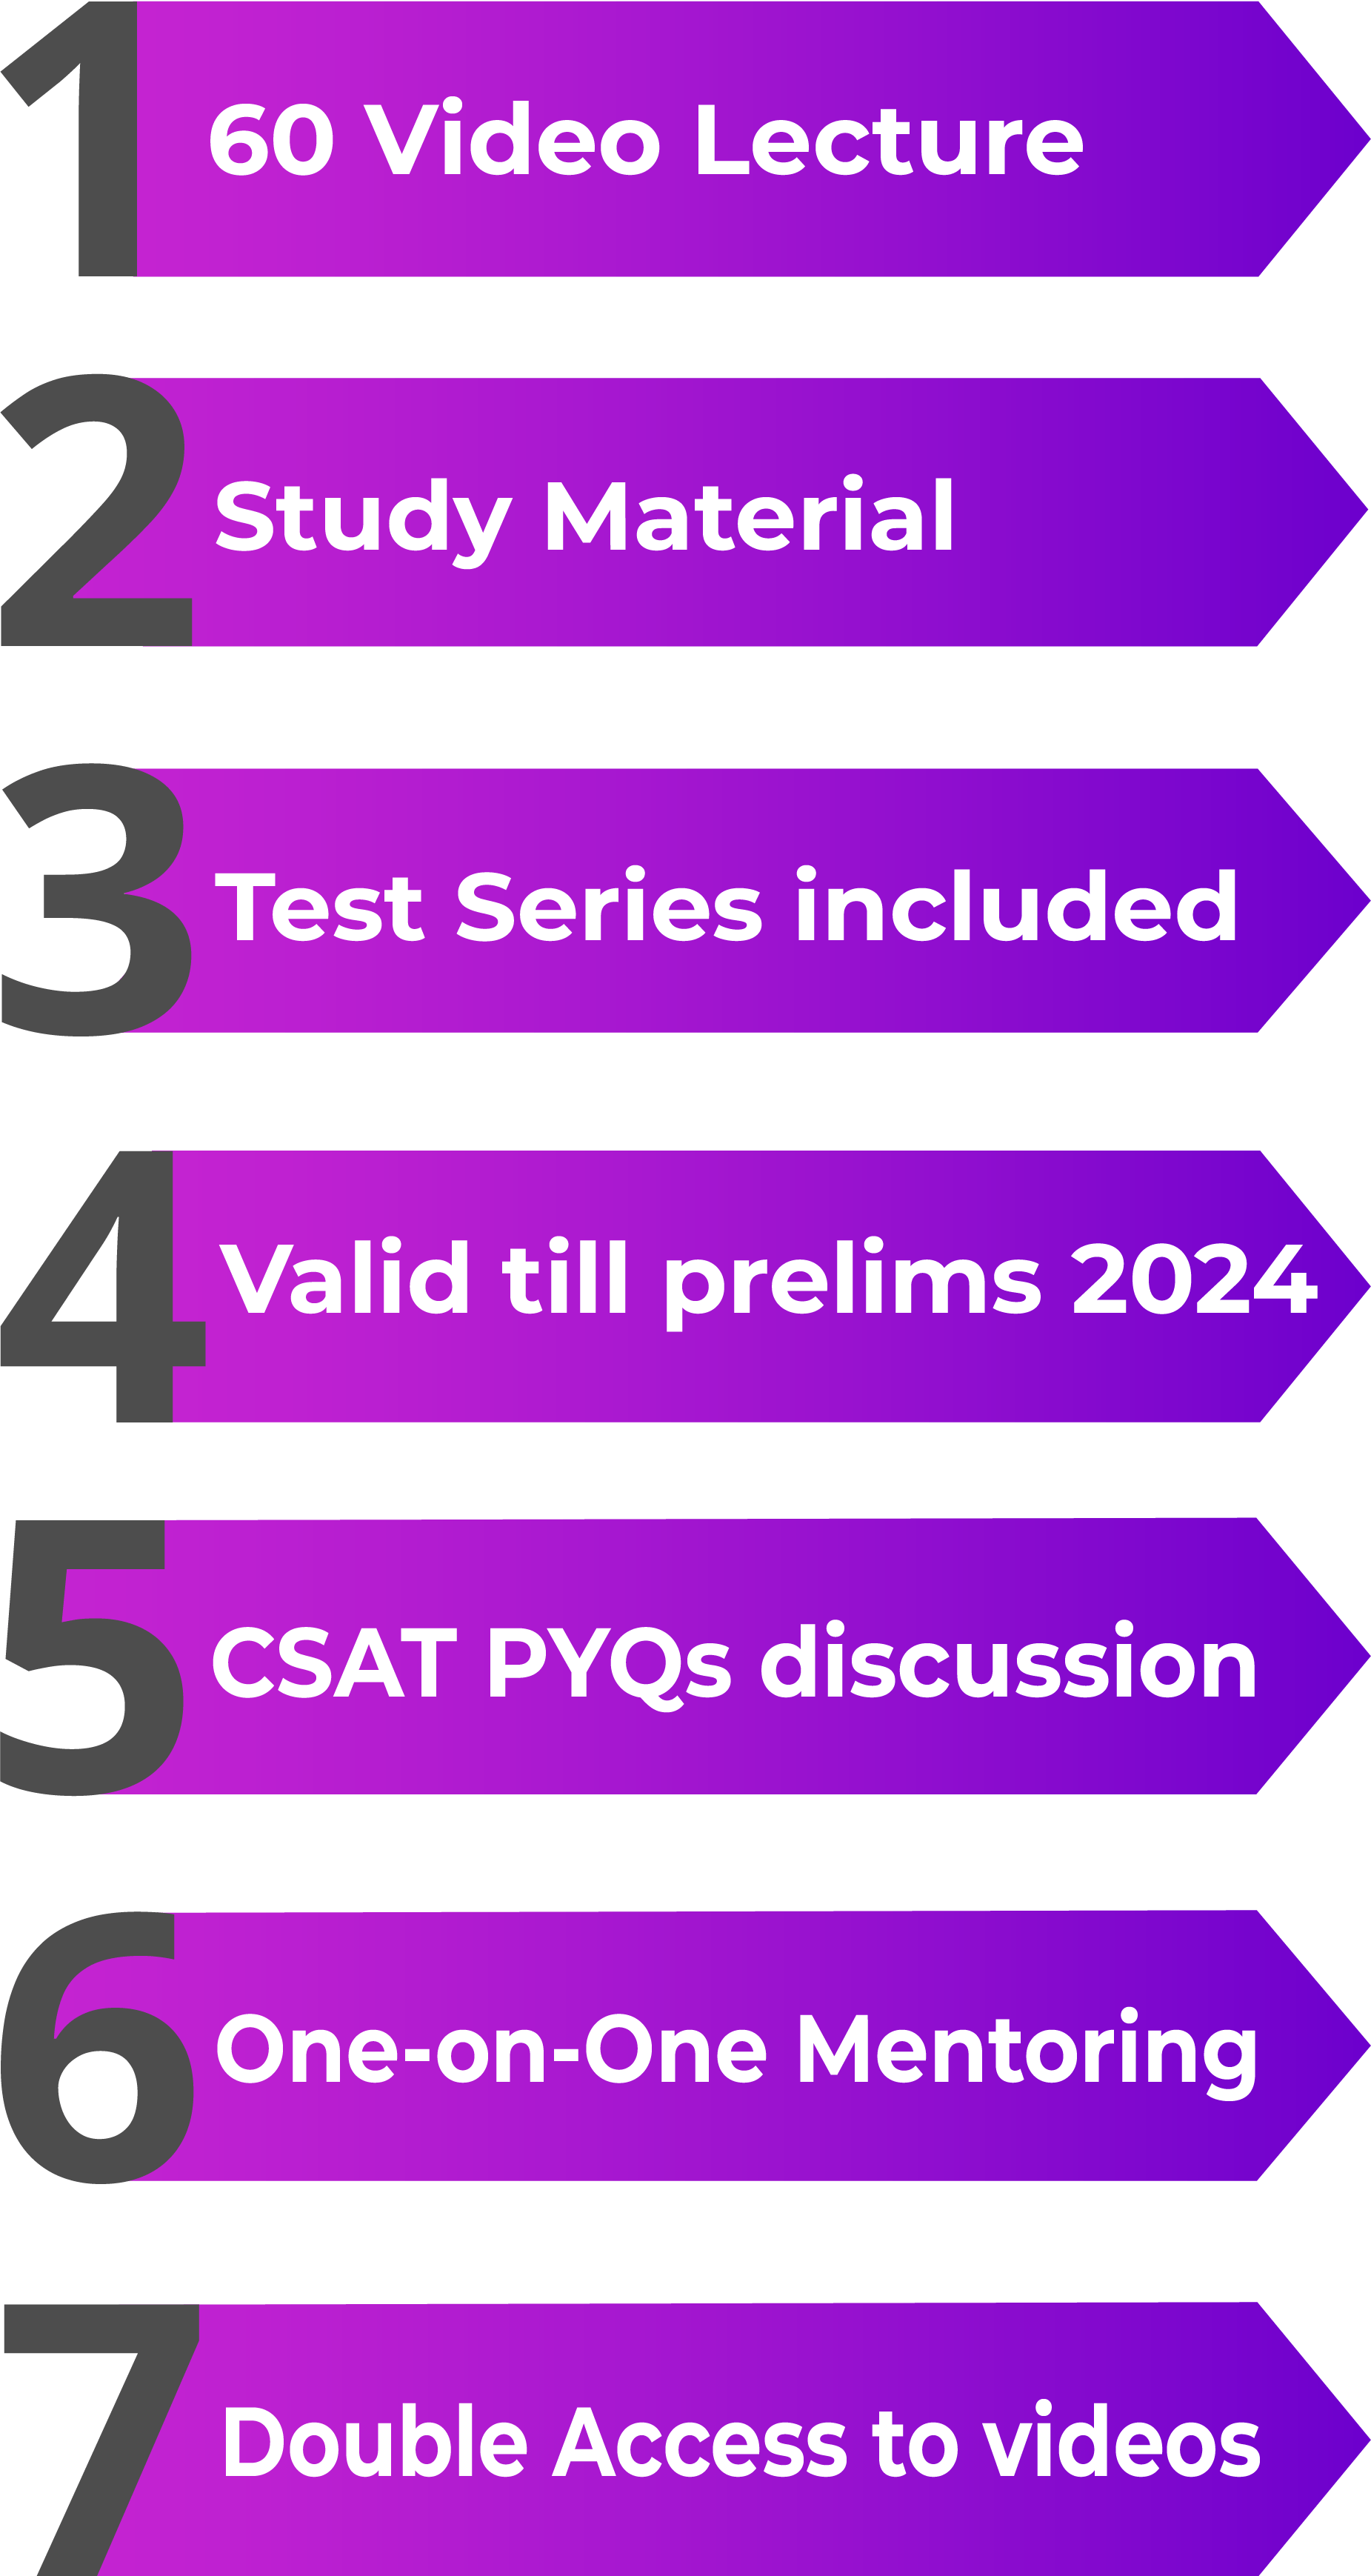 1
60 Video Lecture
2
Study Material
3
Test Series included
4
Valid till prelims 2024
5
CSAT PYQs discussion
6
One-on-One Mentoring
7
Double Access to videos